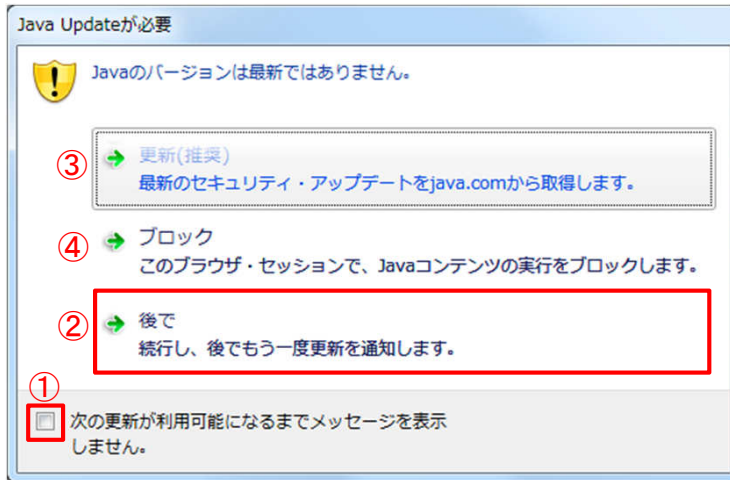 Java Updateが必要
Javaのバージョンは最新ではありません。
③ 更新(推奨)
最新のセキュリティ・アップデートをjava.comから取得します。
④ ブロック
このブラウザ・セッションで、Javaコンテンツの実行をブロックします。
② 後で
続行し、後でもう一度更新を通知します。
①
次の更新が利用可能になるまでメッセージを表示
しません。